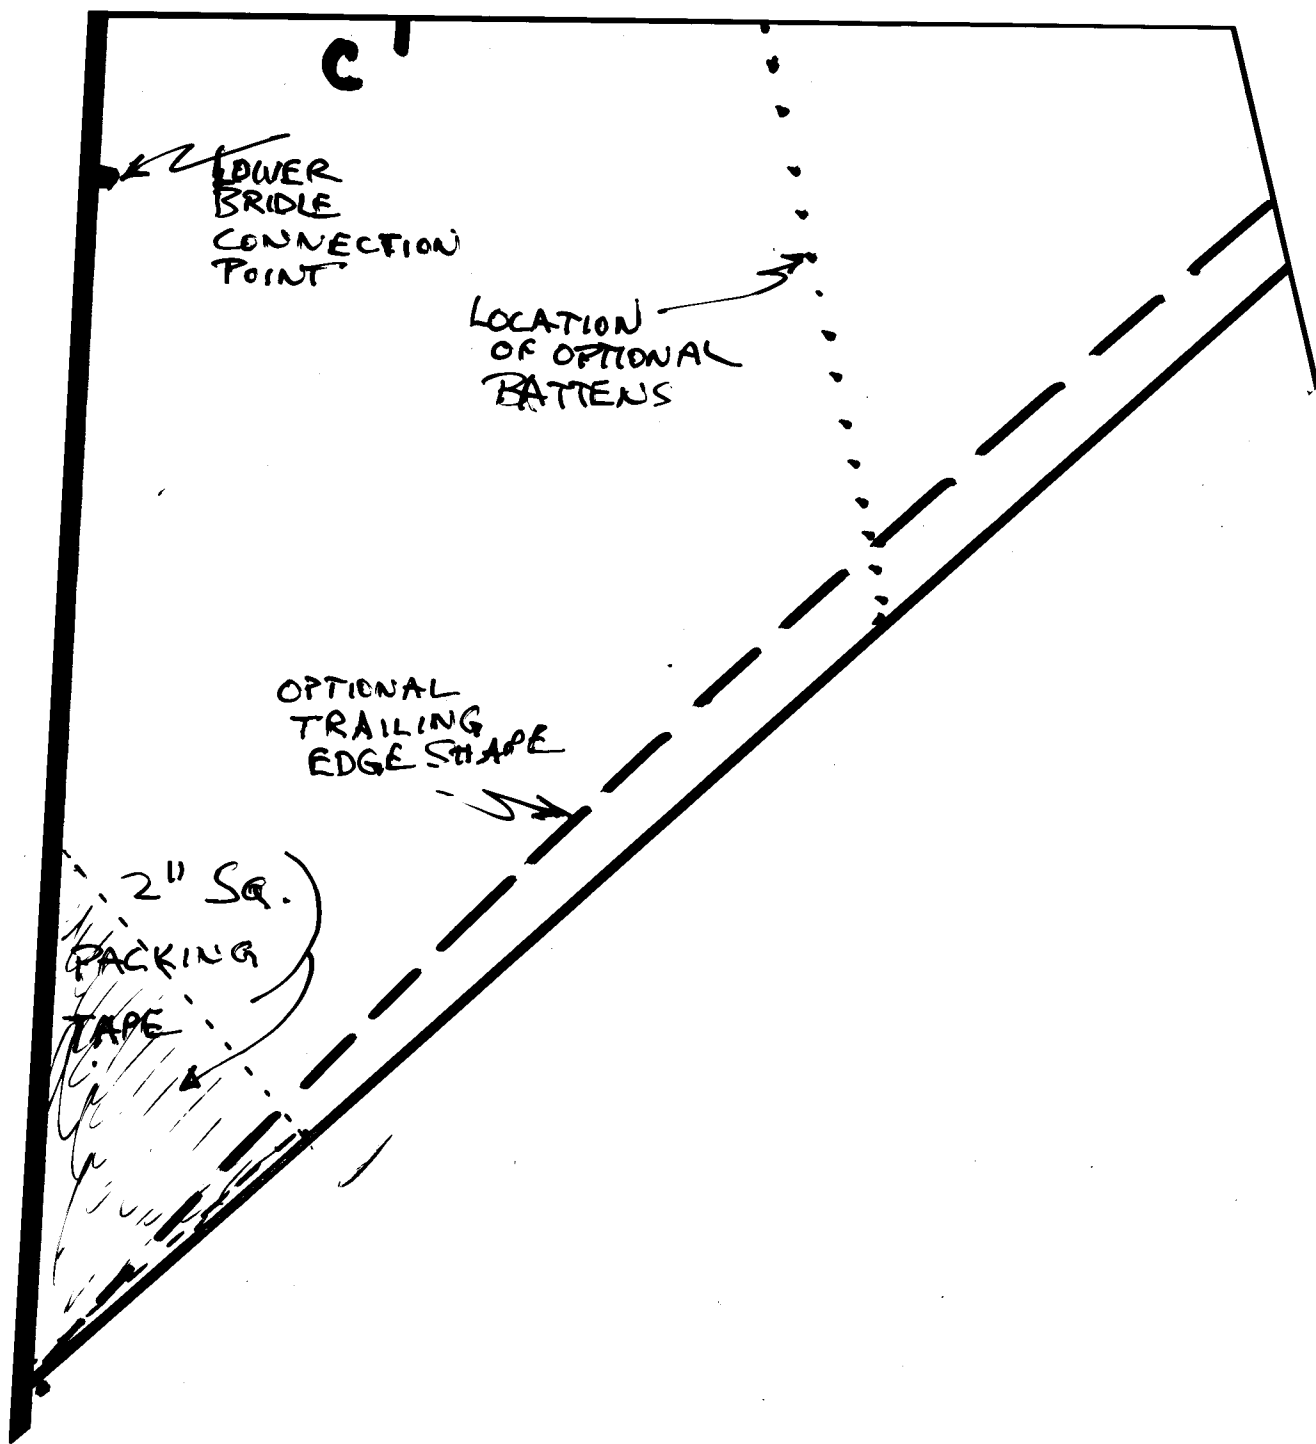 C
LOWER
BRIDLE
CONNECTION
POINT
LOCATION
OF OPTIONAL
BATTENS
OPTIONAL
TRAILING
EDGE SHAPE
2" SQ.
PACKING
TAPE